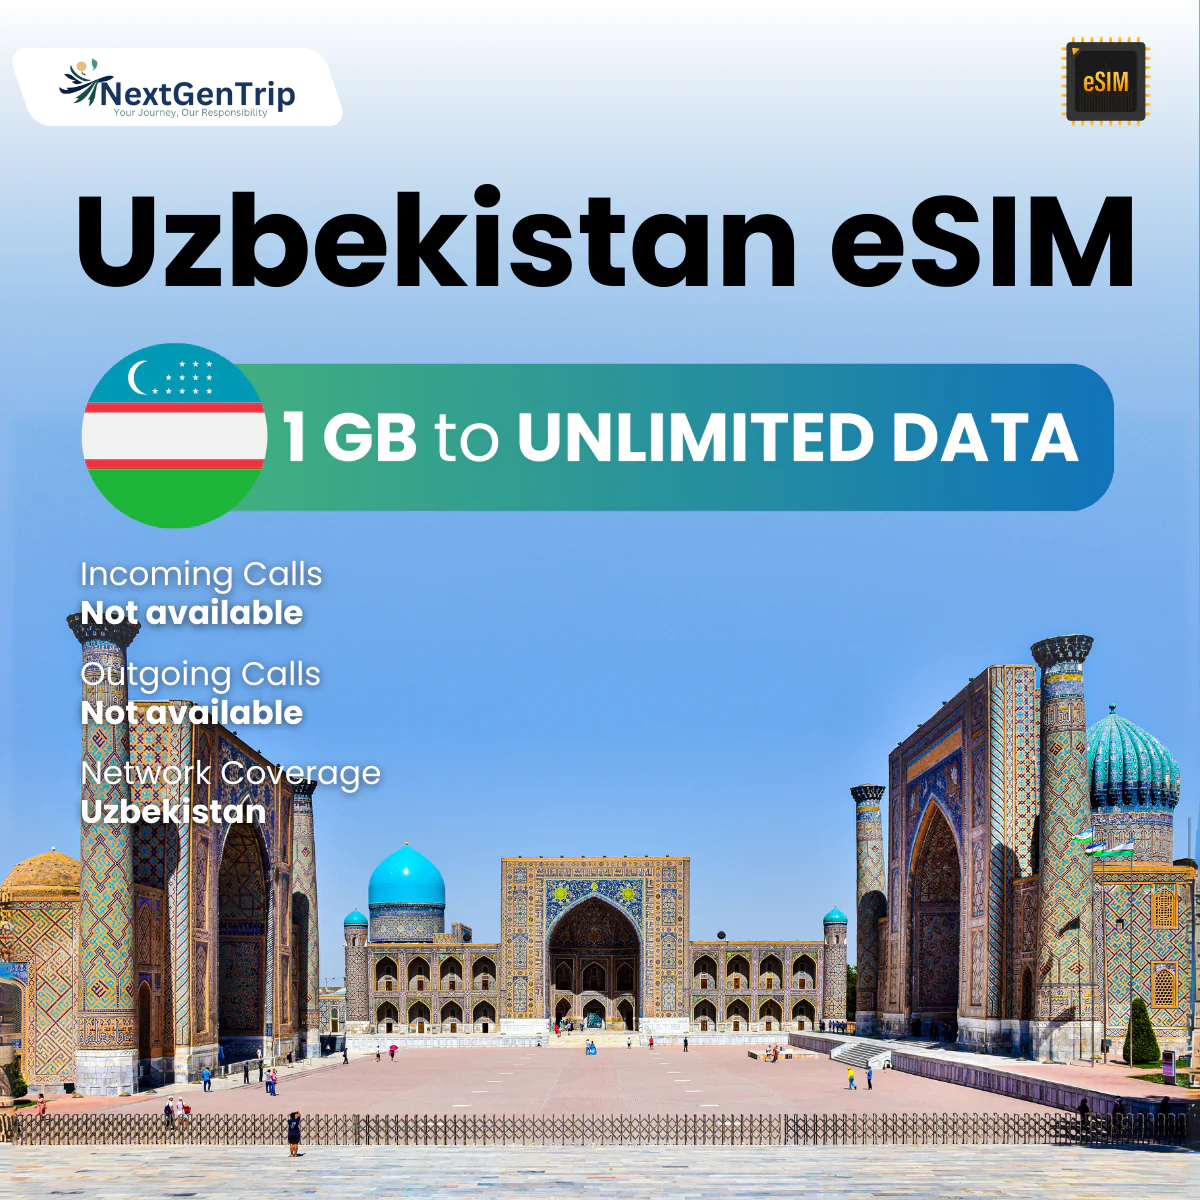 NextGenTrip
Your Journey, Our Responsibility
eSIM
Uzbekistan eSIM
1 GB to UNLIMITED DATA
Incoming Calls
Not available
Outgoing Calls
Not available
Network Coverage
Uzbekistan